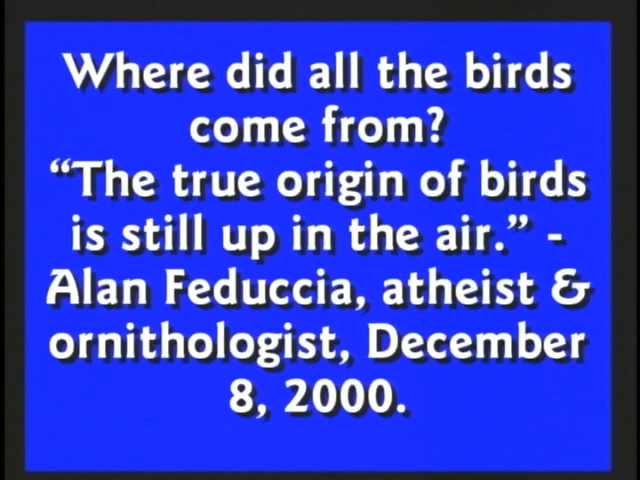 Where did all the birds
come from?
“The true origin of birds
is still up in the air.” -
Alan Feduccia, atheist &
ornithologist, December
8, 2000.